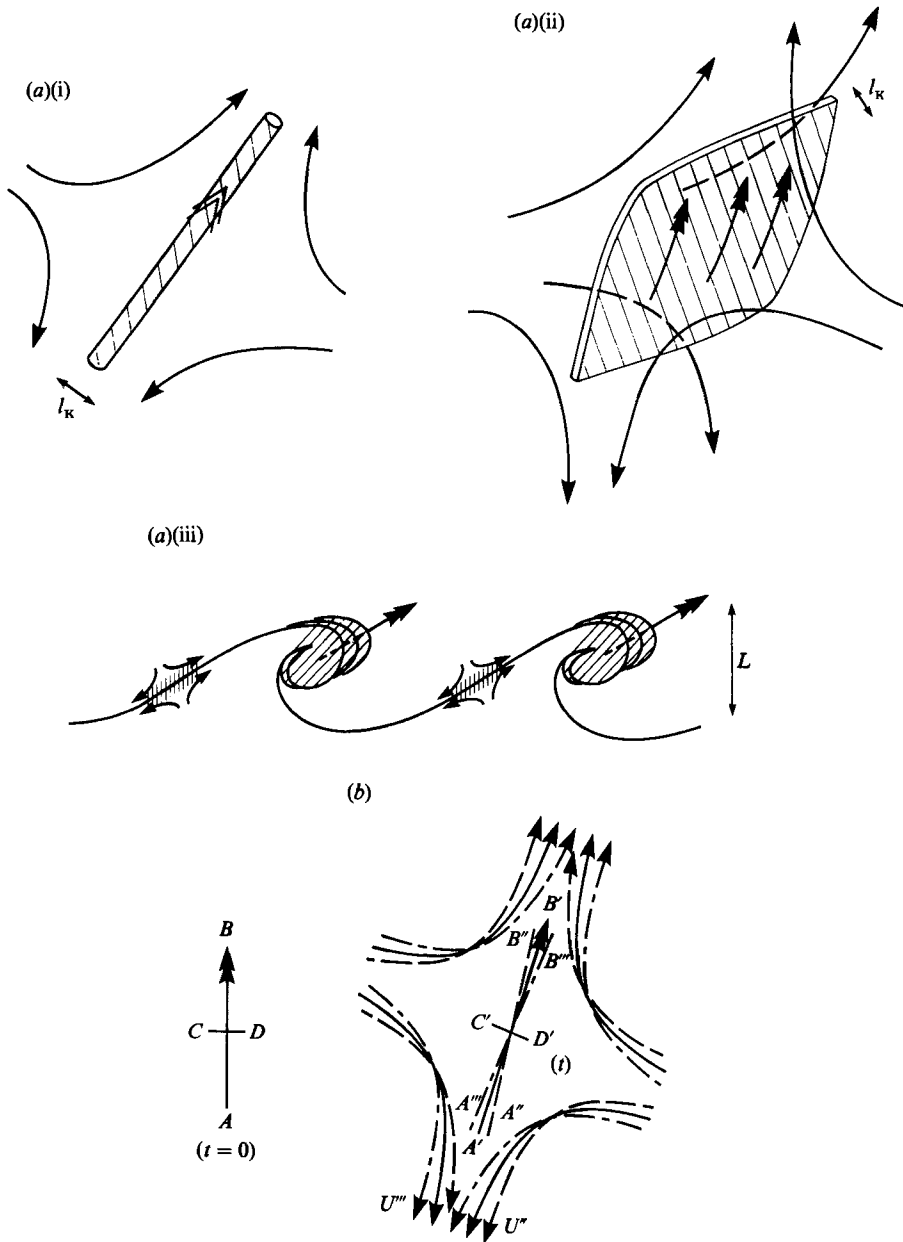 (a)(i)
l_K
(a)(ii)
l_K
(a)(iii)
L
(b)
B
C D
A
(t = 0)
B′
B″
B‴
C′
D′
(t)
A‴
A″
A′
U‴
U″